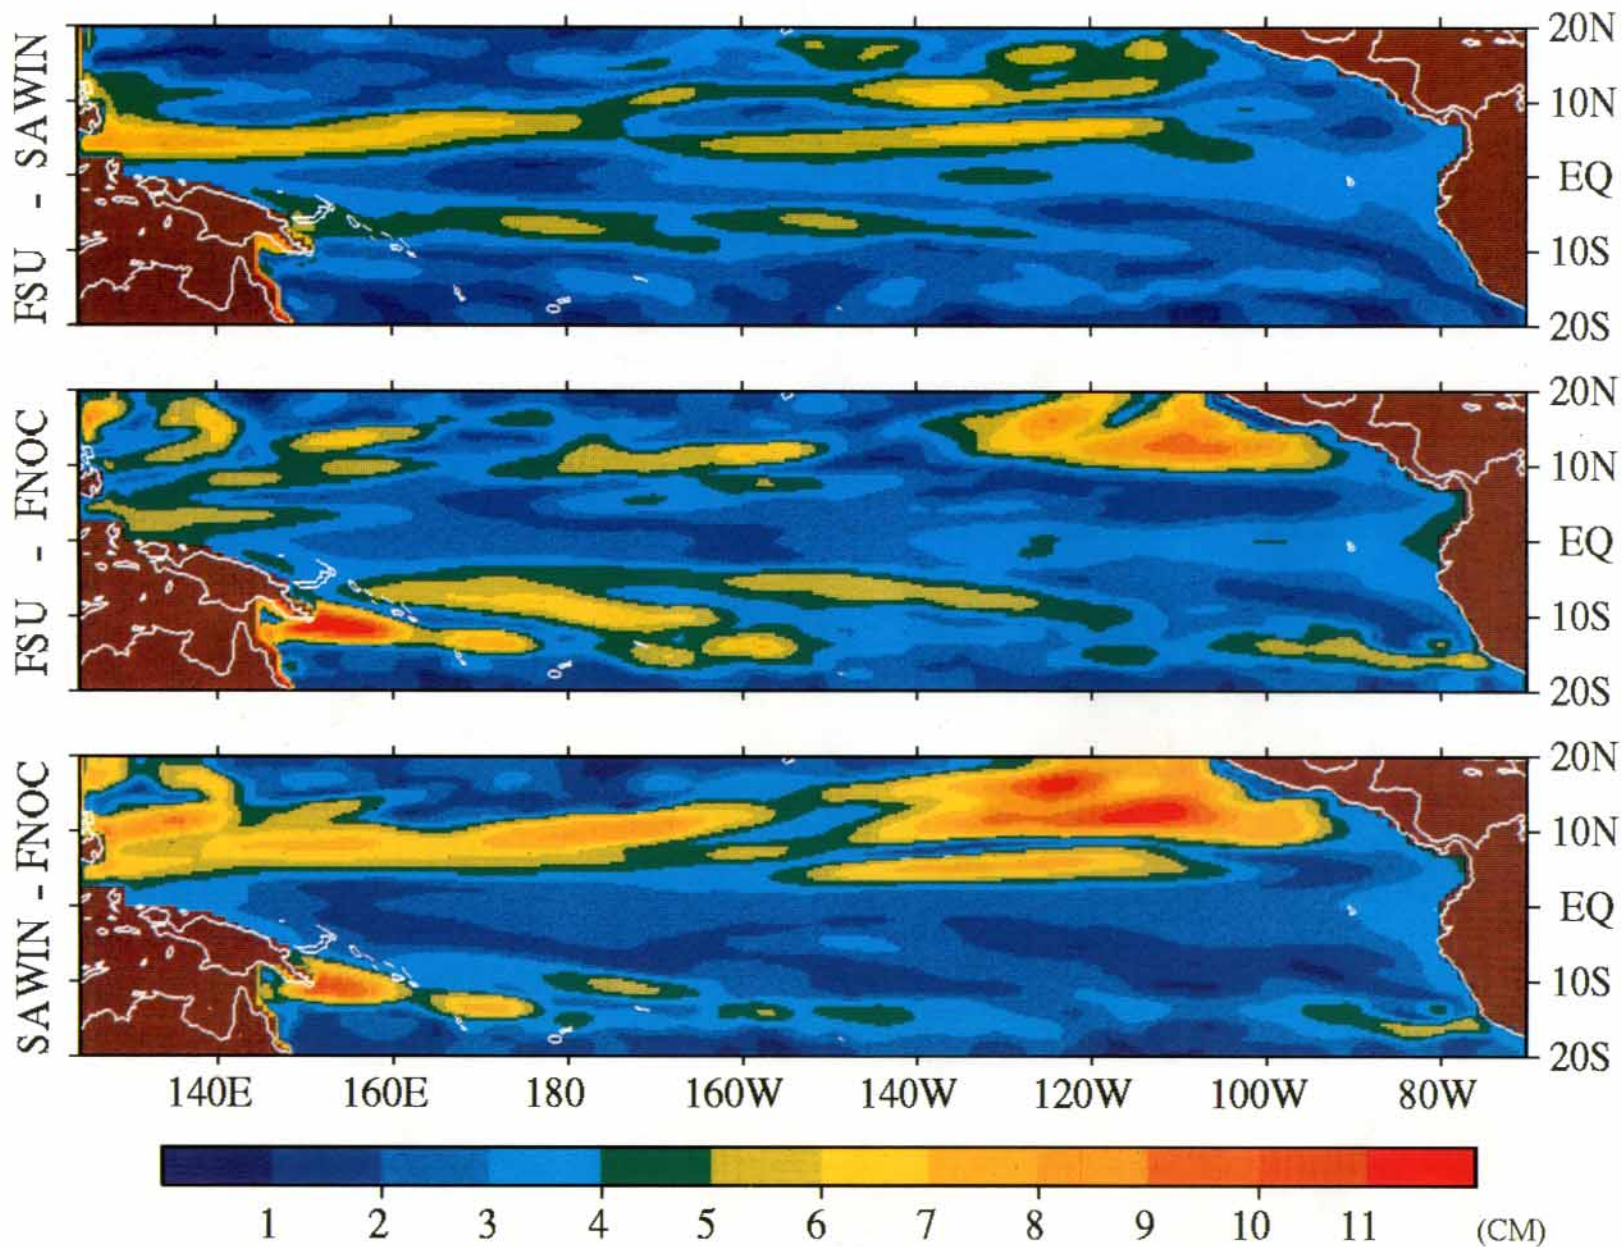 FSU - SAWIN
20N
10N
EQ
10S
20S
FSU - FNOC
20N
10N
EQ
10S
20S
SAWIN - FNOC
20N
10N
EQ
10S
20S
140E 160E 180 160W 140W 120W 100W 80W
1 2 3 4 5 6 7 8 9 10 11 (CM)